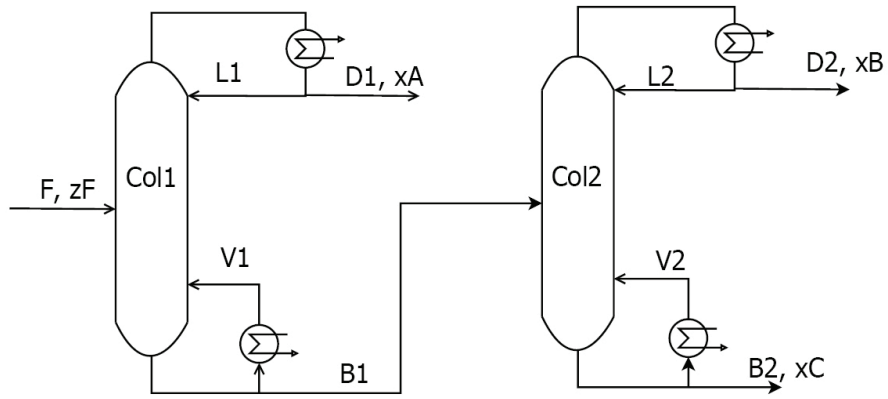 L1
D1, xA
L2
D2, xB
Col1
Col2
F, zF
V1
V2
B1
B2, xC